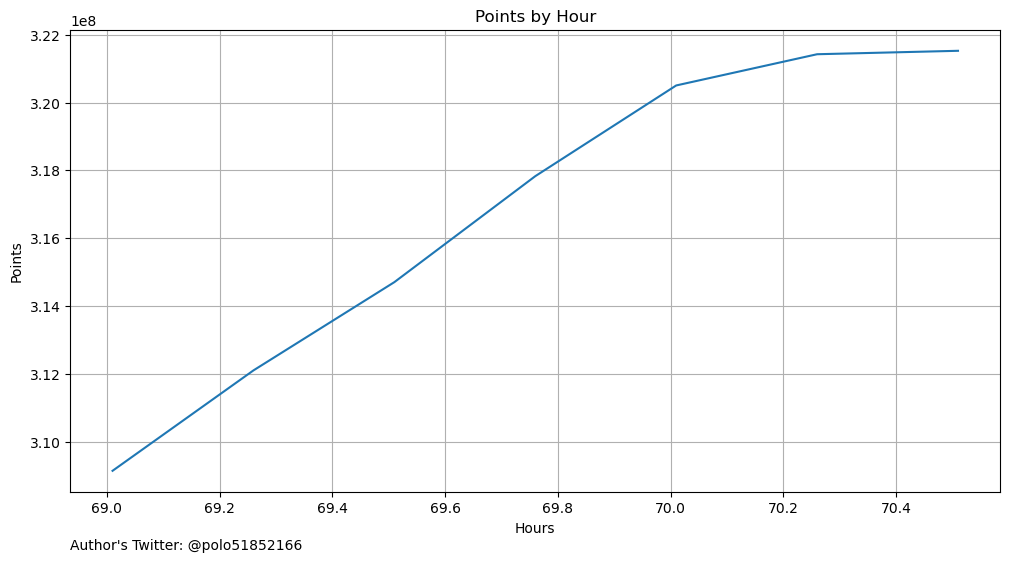 Points by Hour
1e8
3.22
3.20
3.18
3.16
3.14
3.12
3.10
Points
69.0 69.2 69.4 69.6 69.8 70.0 70.2 70.4
Hours
Author's Twitter: @polo51852166